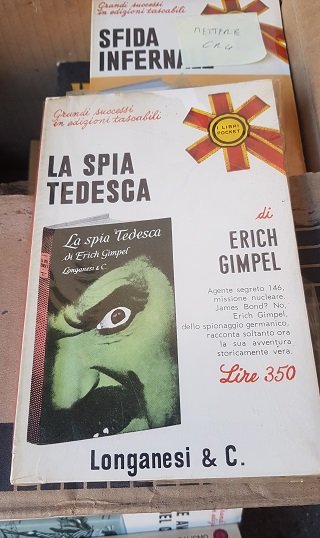 Grandi successi
in edizioni tascabili
SFIDA
Grandi successi
in edizioni tascabili
I LIBRI
POCKET
LA SPIA
TEDESCA
di
ERICH
GIMPEL
La spia Tedesca
di Erich Gimpel
Longanesi & C.
Agente segreto 146,
missione nucleare.
James Bond? No,
Erich Gimpel,
dello spionaggio germanico,
racconta soltanto ora
la sua avventura
storicamente vera.
Lire 350
Longanesi & C.